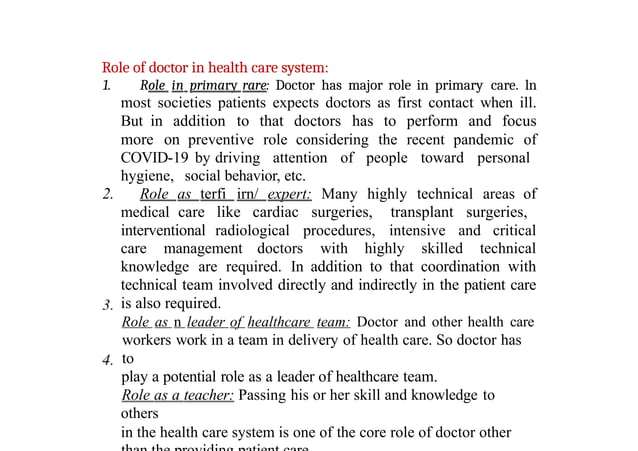 Role of doctor in health care system:
1. Role in primary rare: Doctor has major role in primary care. ln
most societies patients expects doctors as first contact when ill.
But in addition to that doctors has to perform and focus
more on preventive role considering the recent pandemic of
COVID-19 by driving attention of people toward personal
hygiene, social behavior, etc.
2. Role as terfi irn/ expert: Many highly technical areas of
medical care like cardiac surgeries, transplant surgeries,
interventional radiological procedures, intensive and critical
care management doctors with highly skilled technical
knowledge are required. In addition to that coordination with
technical team involved directly and indirectly in the patient care
3. is also required.
Role as n leader of healthcare team: Doctor and other health care
workers work in a team in delivery of health care. So doctor has
4. to
play a potential role as a leader of healthcare team.
Role as a teacher: Passing his or her skill and knowledge to
others
in the health care system is one of the core role of doctor other
than the providing patient care